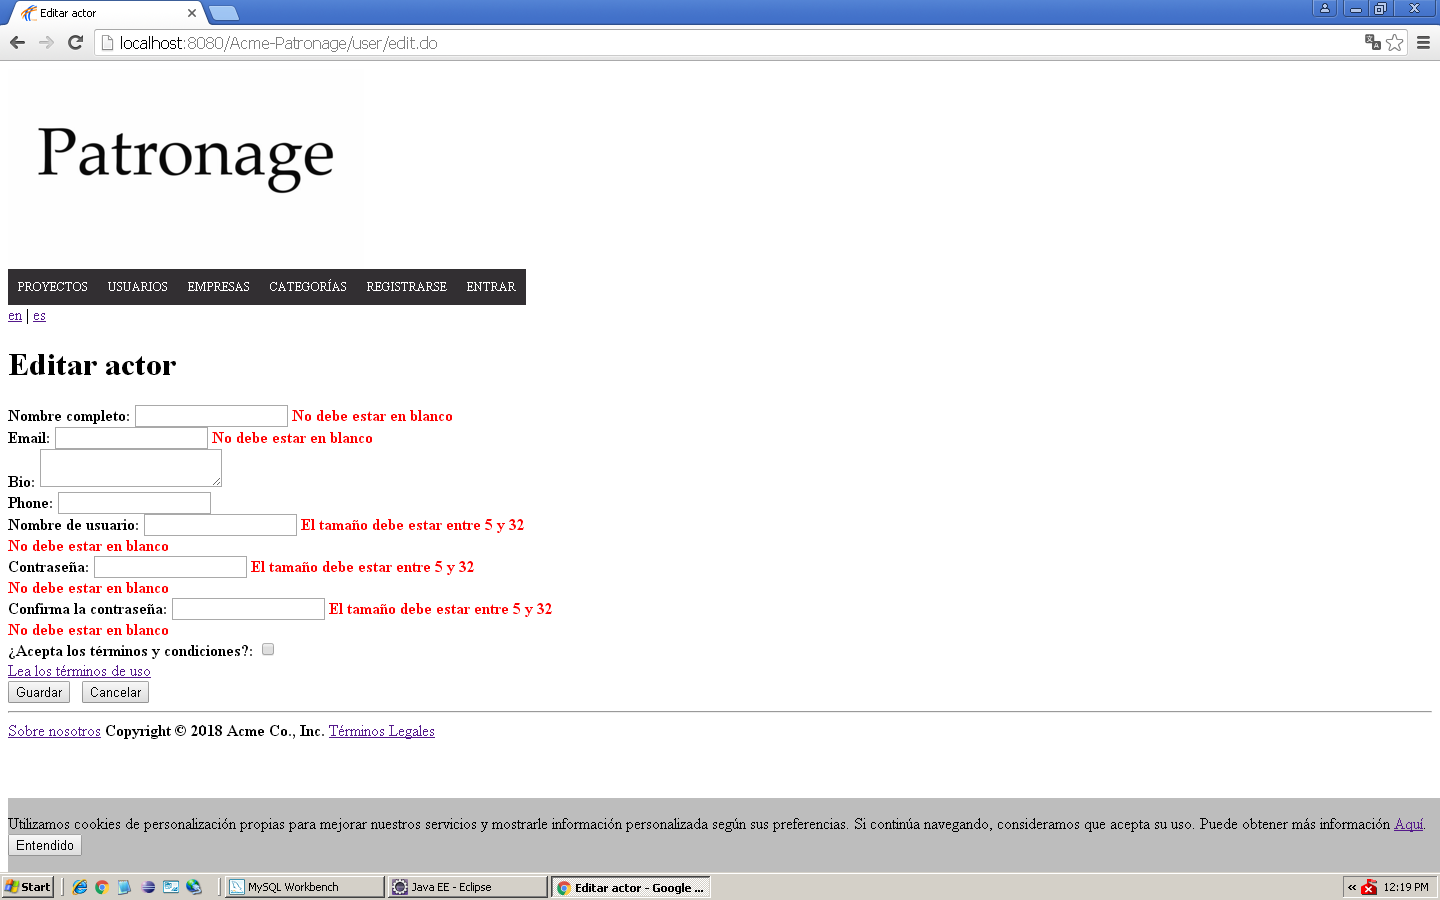 Editar actor
localhost:8080/Acme-Patronage/user/edit.do
Patronage
PROYECTOS USUARIOS EMPRESAS CATEGORÍAS REGISTRARSE ENTRAR
en | es
Editar actor
Nombre completo: No debe estar en blanco
Email: No debe estar en blanco
Bio:
Phone:
Nombre de usuario: El tamaño debe estar entre 5 y 32
No debe estar en blanco
Contraseña: El tamaño debe estar entre 5 y 32
No debe estar en blanco
Confirma la contraseña: El tamaño debe estar entre 5 y 32
No debe estar en blanco
¿Acepta los términos y condiciones?:
Lea los términos de uso
Guardar Cancelar
Sobre nosotros Copyright © 2018 Acme Co., Inc. Términos Legales
Utilizamos cookies de personalización propias para mejorar nuestros servicios y mostrarle información personalizada según sus preferencias. Si continúa navegando, consideramos que acepta su uso. Puede obtener más información Aquí.
Entendido
Start MySQL Workbench Java EE - Eclipse Editar actor - Google ... « 12:19 PM